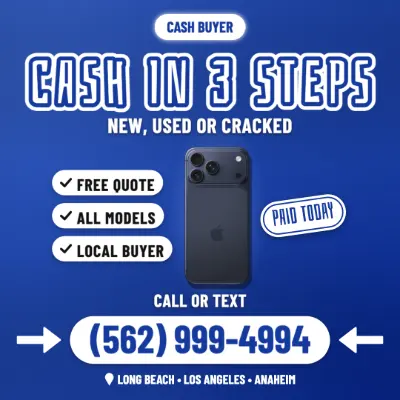 CASH BUYER
CASH IN 3 STEPS
NEW, USED OR CRACKED
FREE QUOTE
ALL MODELS
LOCAL BUYER
PAID TODAY
CALL OR TEXT
(562) 999-4994
LONG BEACH • LOS ANGELES • ANAHEIM